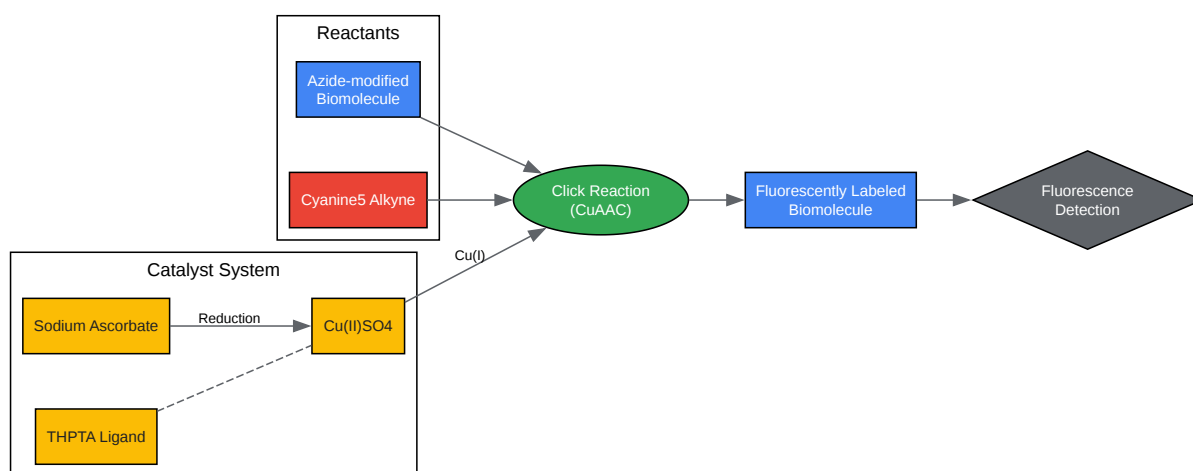 Reactants
Azide-modified
Biomolecule
Cyanine5 Alkyne
Click Reaction
(CuAAC)
Fluorescently Labeled
Biomolecule
Fluorescence
Detection
Cu(I)
Catalyst System
Sodium Ascorbate
Reduction
Cu(II)SO4
THPTA Ligand